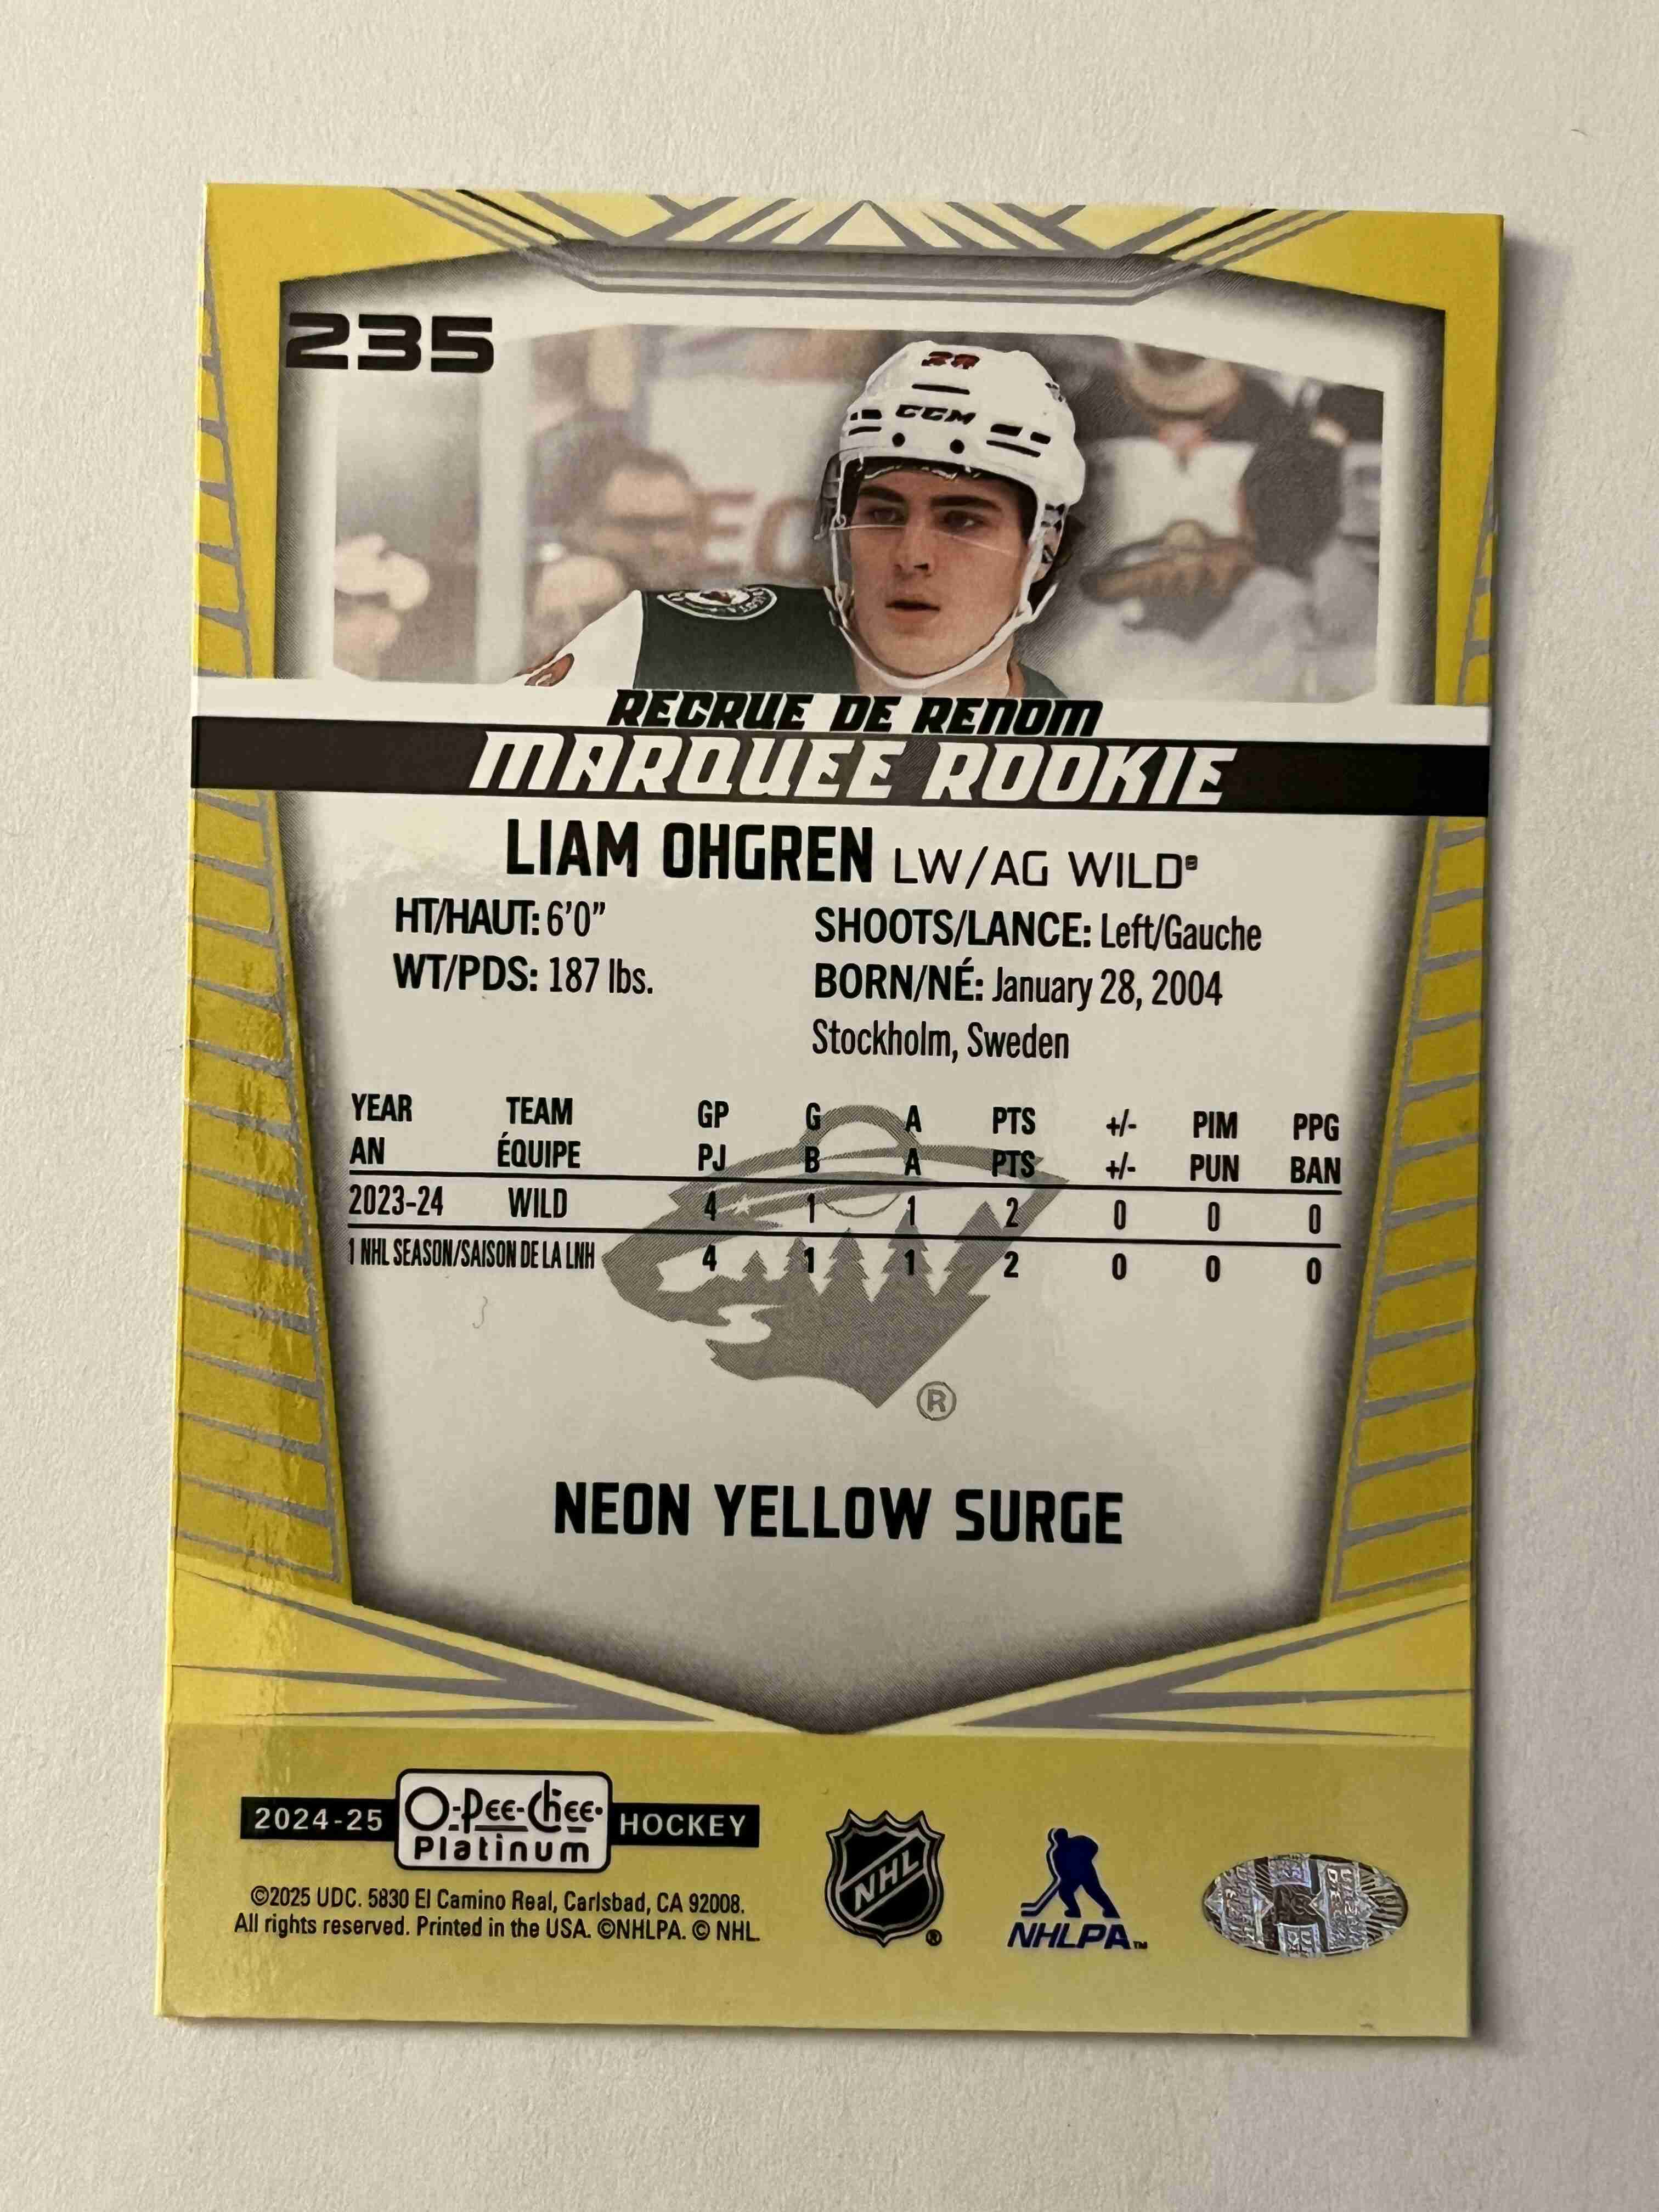 235
28
CCM
RECRUE DE RENOM
MARQUEE ROOKIE
LIAM OHGREN LW/AG WILD®
HT/HAUT: 6'0" SHOOTS/LANCE: Left/Gauche
WT/PDS: 187 lbs. BORN/NÉ: January 28, 2004
Stockholm, Sweden
YEAR TEAM GP G A PTS +/- PIM PPG
AN ÉQUIPE PJ B A PTS +/- PUN BAN
2023-24 WILD 4 1 1 2 0 0 0
1 NHL SEASON/SAISON DE LA LNH 4 1 1 2 0 0 0
®
NEON YELLOW SURGE
2024-25 O-Pee-Chee Platinum HOCKEY
©2025 UDC. 5830 El Camino Real, Carlsbad, CA 92008.
All rights reserved. Printed in the USA. ©NHLPA. © NHL.
NHL ®
NHLPA™